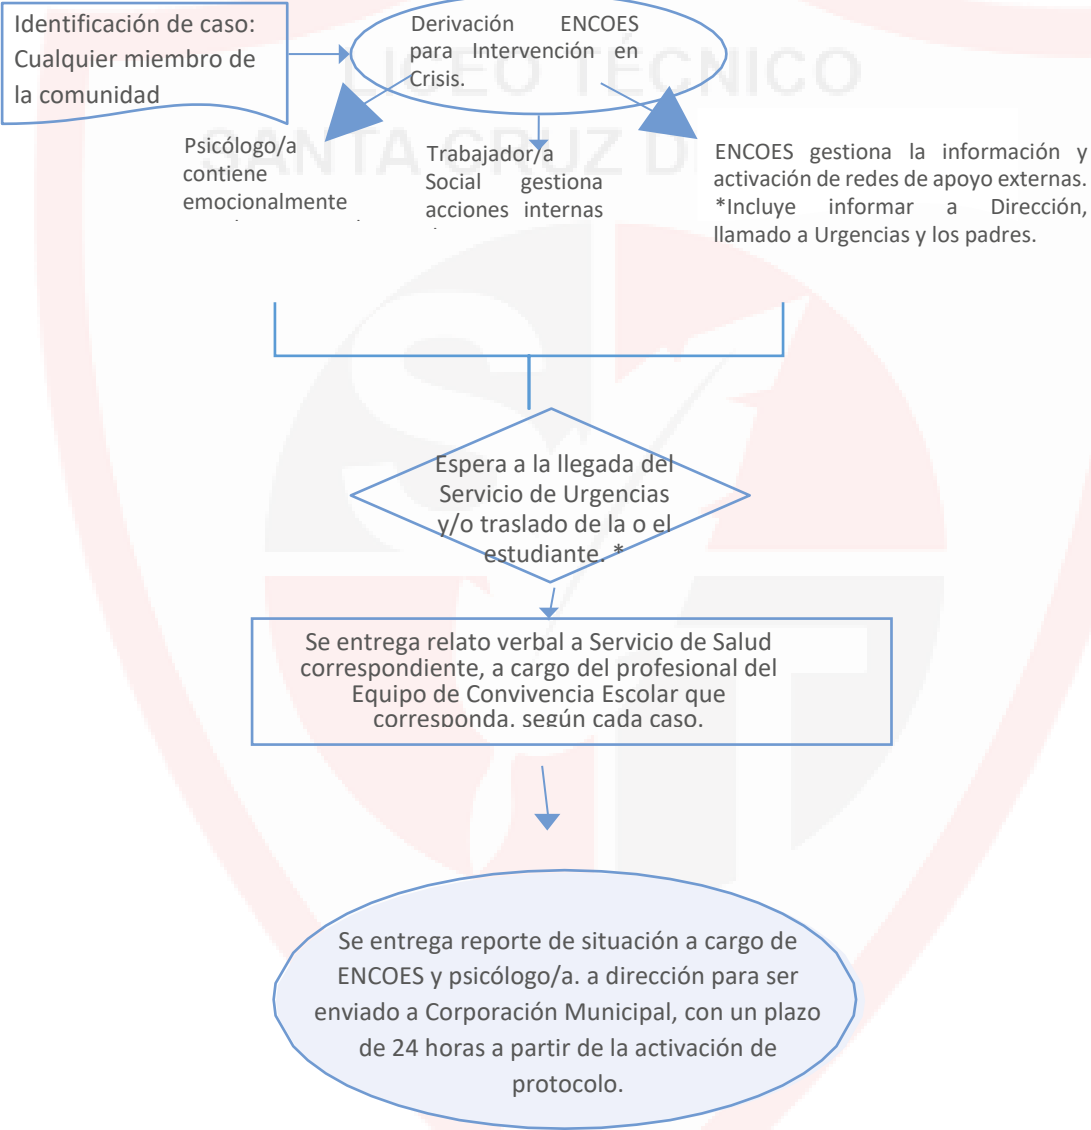 Identificación de caso:
Cualquier miembro de
la comunidad
Derivación ENCOES
para Intervención en
Crisis.
LICEO TÉCNICO
SANTA CRUZ D
Psicólogo/a
contiene
emocionalmente
Trabajador/a
Social gestiona
acciones internas
ENCOES gestiona la información y
activación de redes de apoyo externas.
*Incluye informar a Dirección,
llamado a Urgencias y los padres.
Espera a la llegada del
Servicio de Urgencias
y/o traslado de la o el
estudiante. *
Se entrega relato verbal a Servicio de Salud
correspondiente, a cargo del profesional del
Equipo de Convivencia Escolar que
corresponda, según cada caso.
Se entrega reporte de situación a cargo de
ENCOES y psicólogo/a. a dirección para ser
enviado a Corporación Municipal, con un plazo
de 24 horas a partir de la activación de
protocolo.